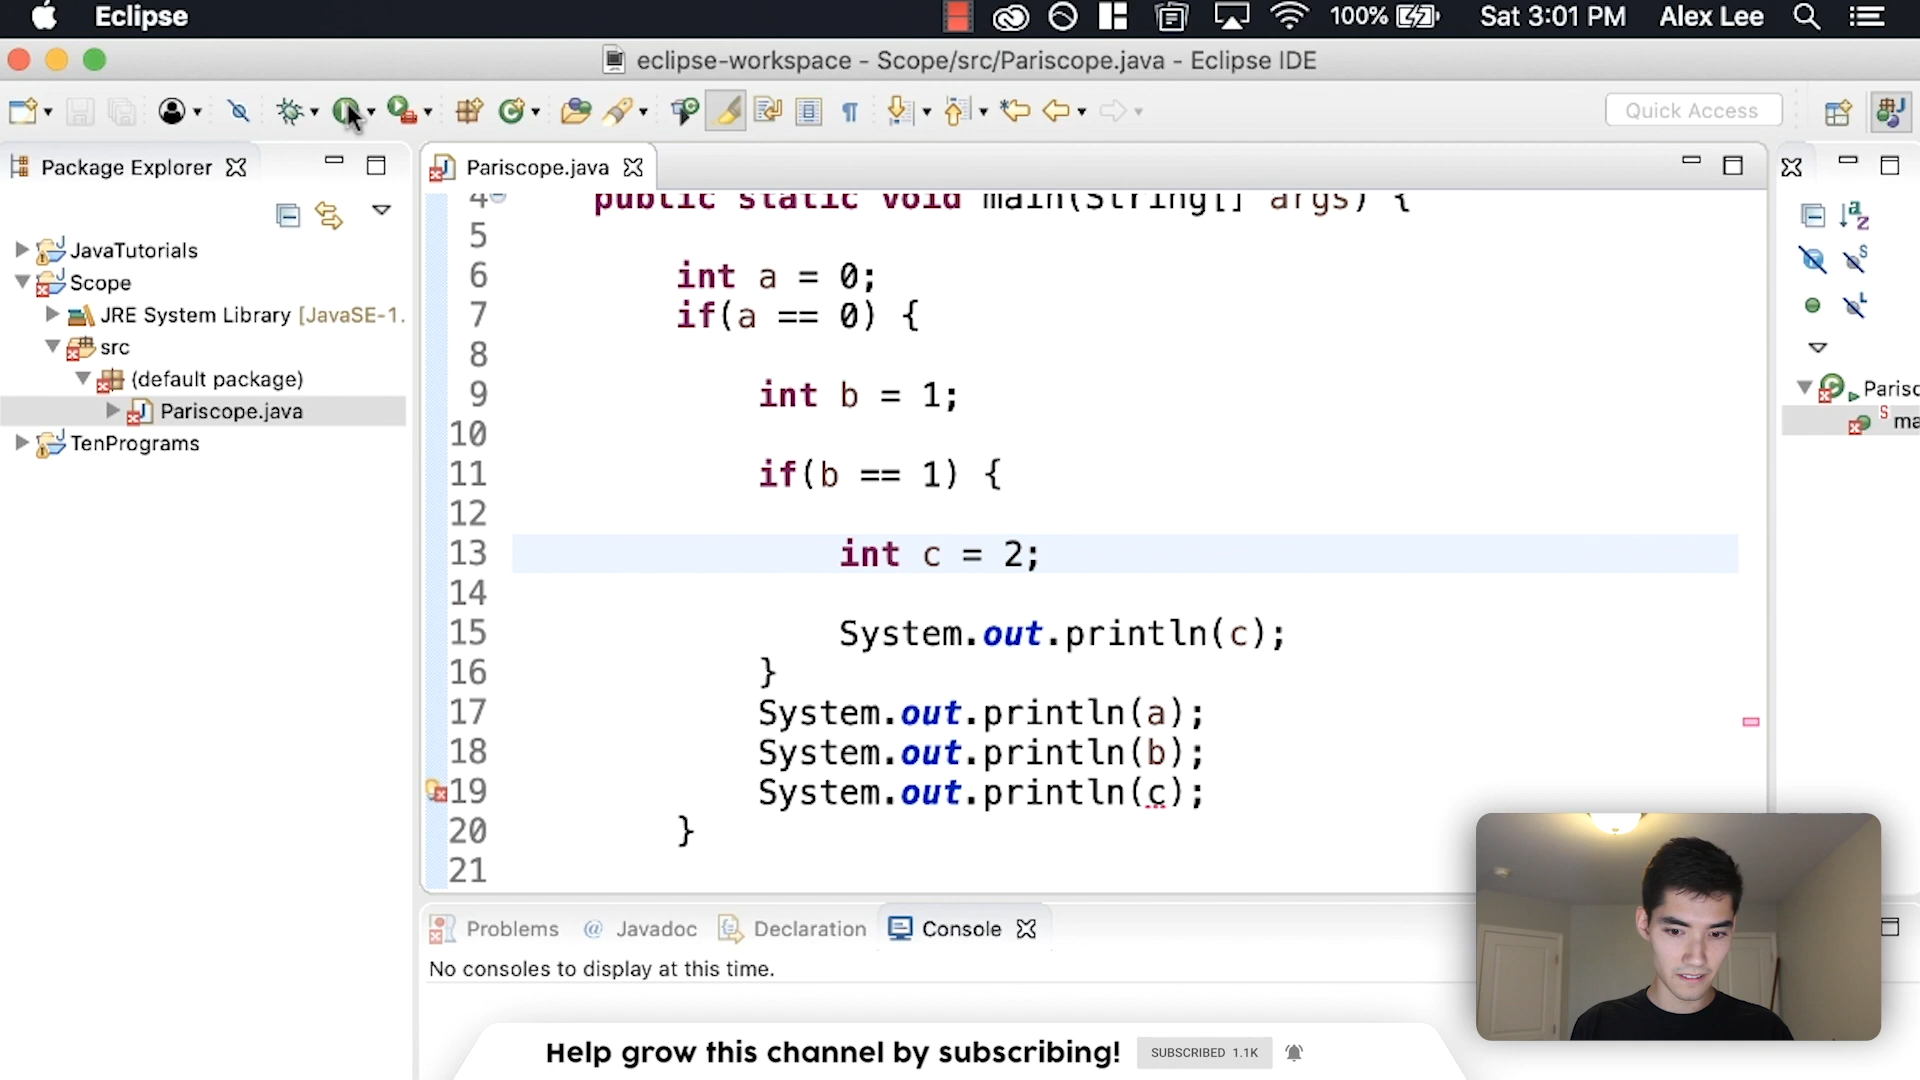 Eclipse 100% Sat 3:01 PM Alex Lee
eclipse-workspace - Scope/src/Pariscope.java - Eclipse IDE
Quick Access
Package Explorer
JavaTutorials
Scope
JRE System Library [JavaSE-1.
src
(default package)
Pariscope.java
TenPrograms
Pariscope.java
4 public static void main(String[] args) {
5
6 int a = 0;
7 if(a == 0) {
8
9 int b = 1;
10
11 if(b == 1) {
12
13 int c = 2;
14
15 System.out.println(c);
16 }
17 System.out.println(a);
18 System.out.println(b);
19 System.out.println(c);
20 }
21
Parisc
ma
Problems @ Javadoc Declaration Console
No consoles to display at this time.
Help grow this channel by subscribing! SUBSCRIBED 1.1K